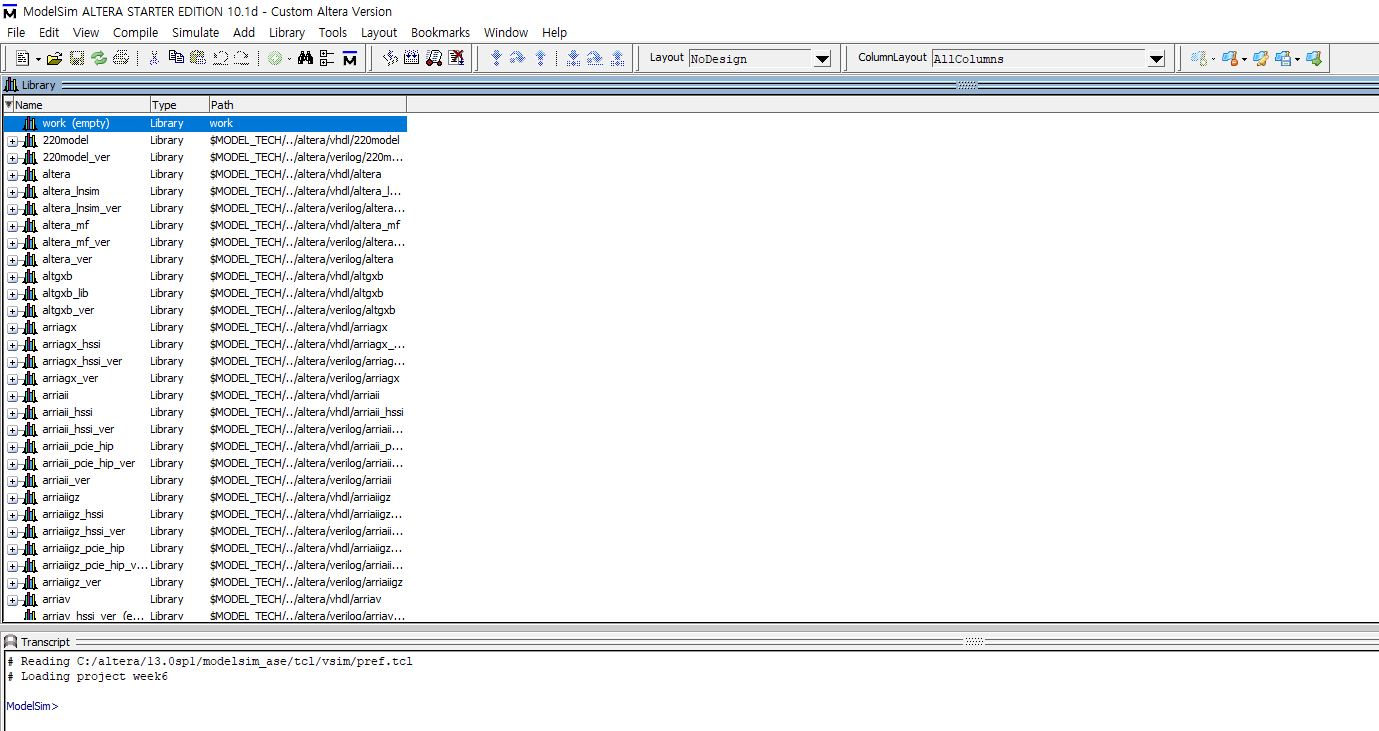 ModelSim ALTERA STARTER EDITION 10.1d - Custom Altera Version
File Edit View Compile Simulate Add Library Tools Layout Bookmarks Window Help
Layout NoDesign ColumnLayout AllColumns
Library
Name Type Path
work (empty) Library work
220model Library $MODEL_TECH/../altera/vhdl/220model
220model_ver Library $MODEL_TECH/../altera/verilog/220m...
altera Library $MODEL_TECH/../altera/vhdl/altera
altera_lnsim Library $MODEL_TECH/../altera/vhdl/altera_l...
altera_lnsim_ver Library $MODEL_TECH/../altera/verilog/altera...
altera_mf Library $MODEL_TECH/../altera/vhdl/altera_mf
altera_mf_ver Library $MODEL_TECH/../altera/verilog/altera...
altera_ver Library $MODEL_TECH/../altera/verilog/altera
altgxb Library $MODEL_TECH/../altera/vhdl/altgxb
altgxb_lib Library $MODEL_TECH/../altera/vhdl/altgxb
altgxb_ver Library $MODEL_TECH/../altera/verilog/altgxb
arriagx Library $MODEL_TECH/../altera/vhdl/arriagx
arriagx_hssi Library $MODEL_TECH/../altera/vhdl/arriagx_...
arriagx_hssi_ver Library $MODEL_TECH/../altera/verilog/arriag...
arriagx_ver Library $MODEL_TECH/../altera/verilog/arriagx
arriaii Library $MODEL_TECH/../altera/vhdl/arriaii
arriaii_hssi Library $MODEL_TECH/../altera/vhdl/arriaii_hssi
arriaii_hssi_ver Library $MODEL_TECH/../altera/verilog/arriaii...
arriaii_pcie_hip Library $MODEL_TECH/../altera/vhdl/arriaii_p...
arriaii_pcie_hip_ver Library $MODEL_TECH/../altera/verilog/arriaii...
arriaii_ver Library $MODEL_TECH/../altera/verilog/arriaii
arriaiigz Library $MODEL_TECH/../altera/vhdl/arriaiigz
arriaiigz_hssi Library $MODEL_TECH/../altera/vhdl/arriaiigz...
arriaiigz_hssi_ver Library $MODEL_TECH/../altera/verilog/arriaii...
arriaiigz_pcie_hip Library $MODEL_TECH/../altera/vhdl/arriaiigz...
arriaiigz_pcie_hip_v... Library $MODEL_TECH/../altera/verilog/arriaii...
arriaiigz_ver Library $MODEL_TECH/../altera/verilog/arriaiigz
arriav Library $MODEL_TECH/../altera/vhdl/arriav
arriav_hssi_ver (e... Library $MODEL_TECH/../altera/verilog/arriav...
Transcript
# Reading C:/altera/13.0sp1/modelsim_ase/tcl/vsim/pref.tcl
# Loading project week6
ModelSim>